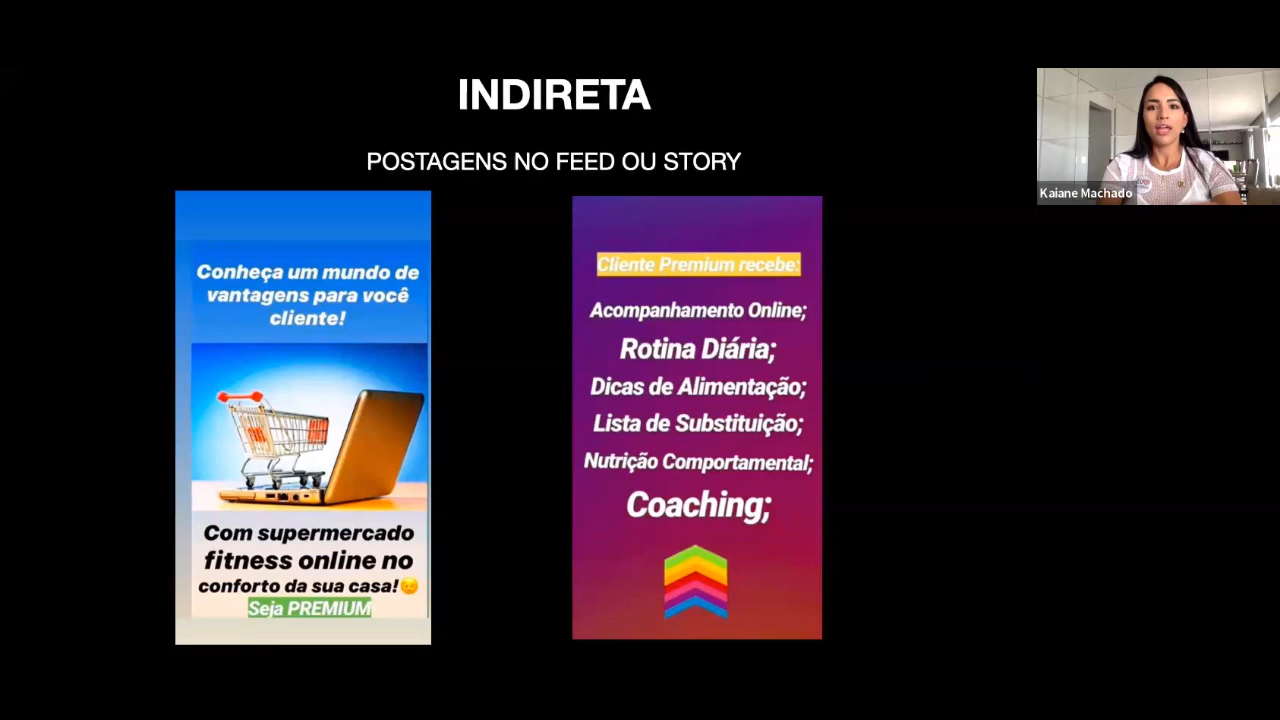 INDIRETA
POSTAGENS NO FEED OU STORY
Conheça um mundo de
vantagens para você
cliente!
Com supermercado
fitness online no
conforto da sua casa!😉
Seja PREMIUM
Cliente Premium recebe:
Acompanhamento Online;
Rotina Diária;
Dicas de Alimentação;
Lista de Substituição;
Nutrição Comportamental;
Coaching;
Kaiane Machado